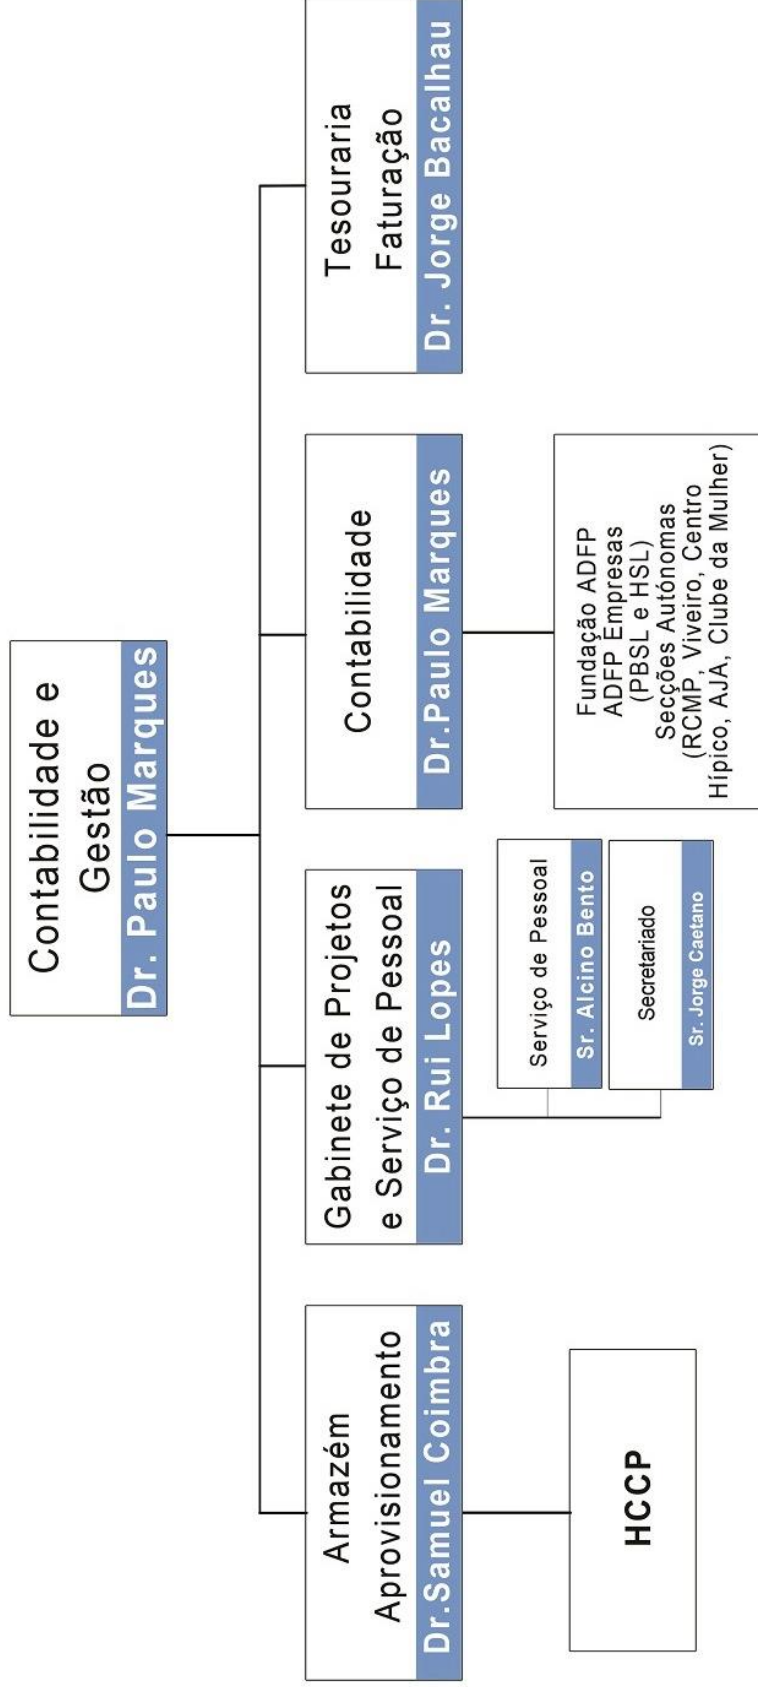 Contabilidade e
Gestão
Dr. Paulo Marques
Armazém
Aprovisionamento
Dr.Samuel Coimbra
HCCP
Gabinete de Projetos
e Serviço de Pessoal
Dr. Rui Lopes
Serviço de Pessoal
Sr. Alcino Bento
Secretariado
Sr. Jorge Caetano
Contabilidade
Dr.Paulo Marques
Fundação ADFP
ADFP Empresas
(PBSL e HSL)
Secções Autónomas
(RCMP, Viveiro, Centro
Hípico, AJA, Clube da Mulher)
Tesouraria
Faturação
Dr. Jorge Bacalhau